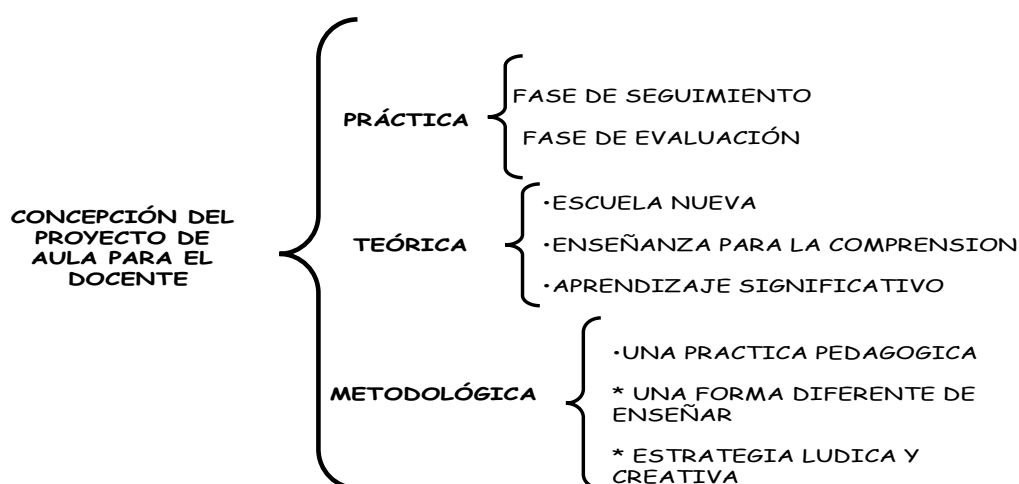 CONCEPCIÓN DEL
PROYECTO DE
AULA PARA EL
DOCENTE
PRÁCTICA
FASE DE SEGUIMIENTO
FASE DE EVALUACIÓN
TEÓRICA
·ESCUELA NUEVA
·ENSEÑANZA PARA LA COMPRENSION
·APRENDIZAJE SIGNIFICATIVO
METODOLÓGICA
·UNA PRACTICA PEDAGOGICA
* UNA FORMA DIFERENTE DE
ENSEÑAR
* ESTRATEGIA LUDICA Y
CREATIVA